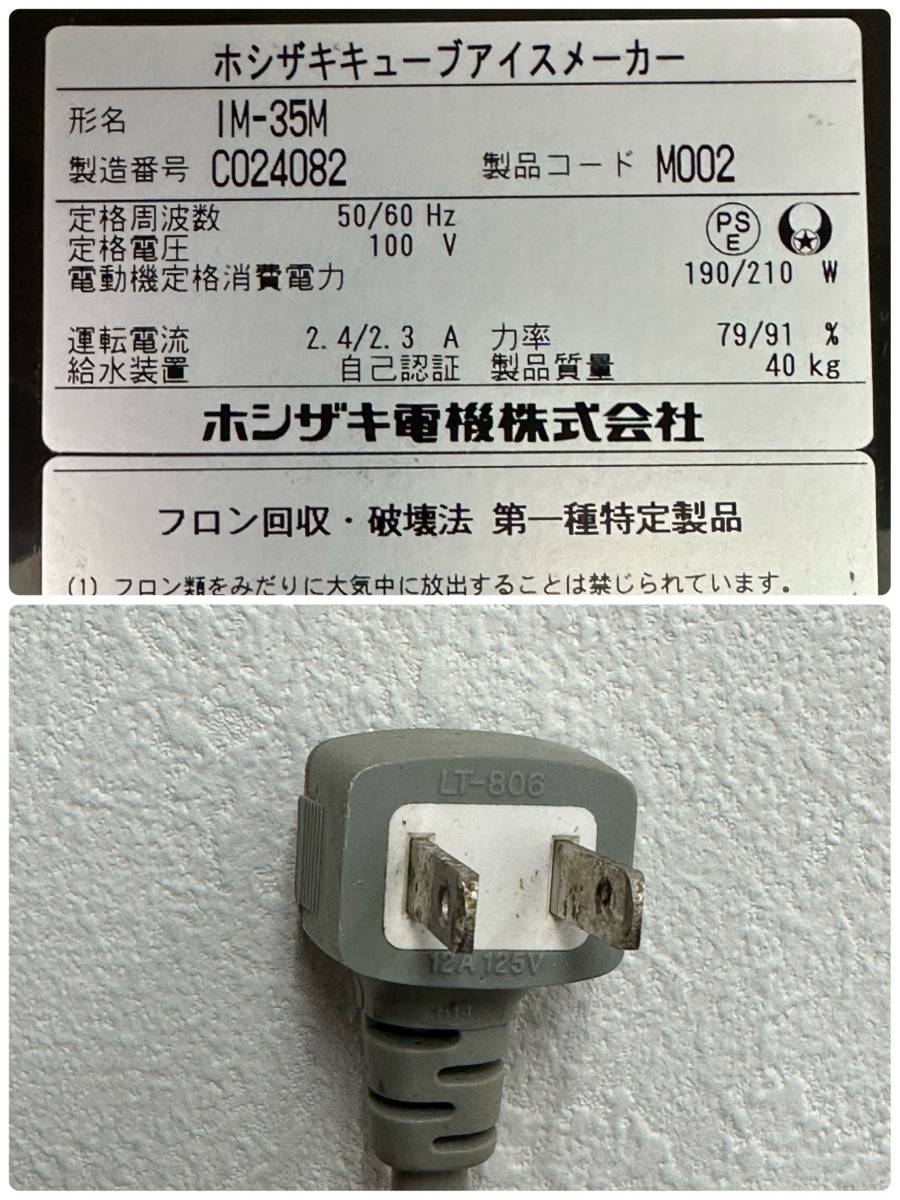 ホシザキキューブアイスメーカー
形名 IM-35M
製造番号 C024082 製品コード M002
定格周波数 50/60 Hz
定格電圧 100 V
PS E
電動機定格消費電力 190/210 W
運転電流 2.4/2.3 A 力率 79/91 %
給水装置 自己認証 製品質量 40 kg
ホシザキ電機株式会社
フロン回収・破壊法 第一種特定製品
(1) フロン類をみだりに大気中に放出することは禁じられています。
LT-806
12A 125V